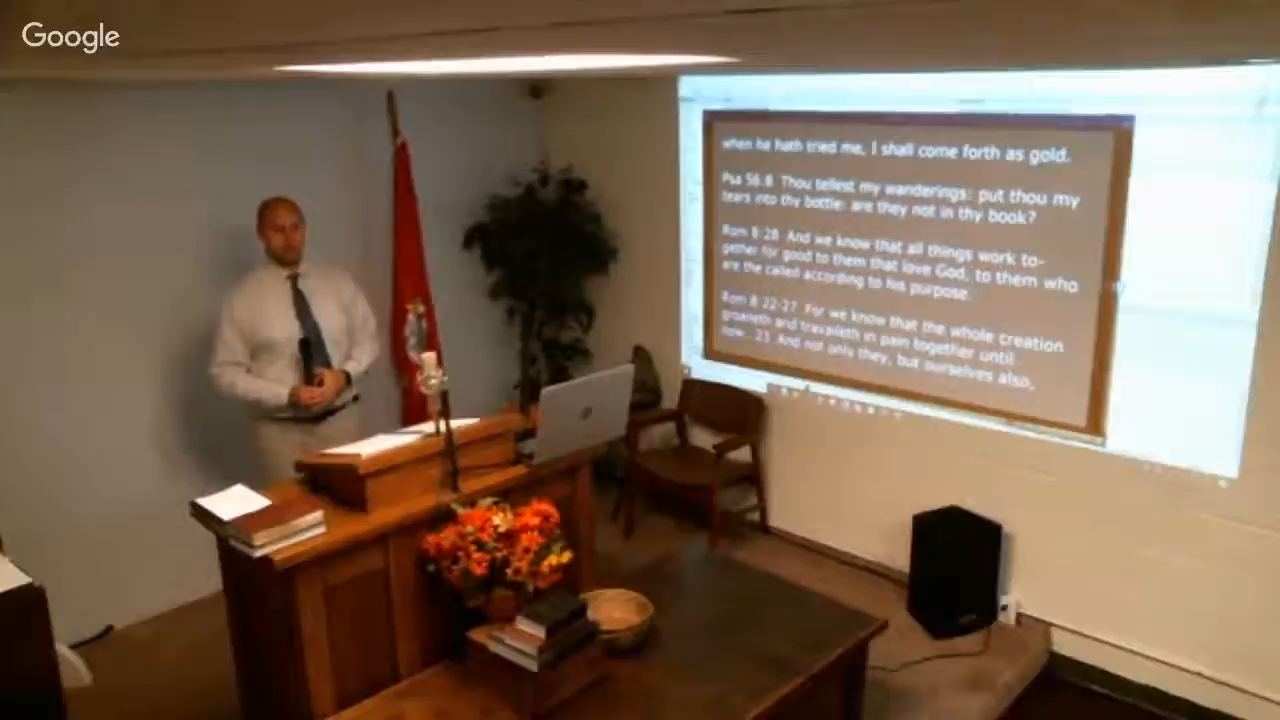 Google
when he hath tried me, I shall come forth as gold.
Psa 56:8 Thou tellest my wanderings: put thou my
tears into thy bottle: are they not in thy book?
Rom 8:28 And we know that all things work to-
gether for good to them that love God, to them who
are the called according to his purpose.
Rom 8:22-27 For we know that the whole creation
groaneth and travaileth in pain together until
now. 23 And not only they, but ourselves also,